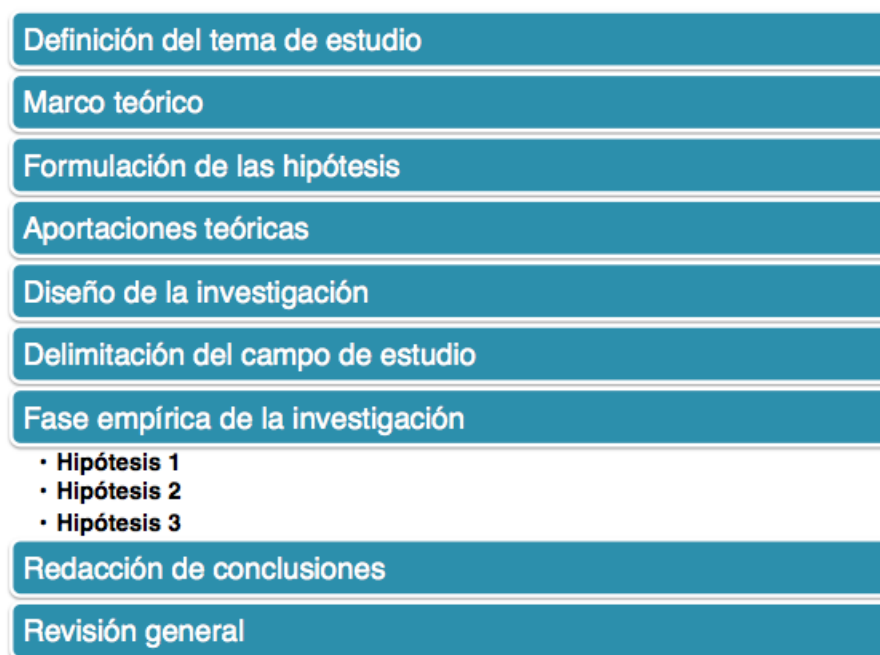 Definición del tema de estudio
Marco teórico
Formulación de las hipótesis
Aportaciones teóricas
Diseño de la investigación
Delimitación del campo de estudio
Fase empírica de la investigación
• Hipótesis 1
• Hipótesis 2
• Hipótesis 3
Redacción de conclusiones
Revisión general